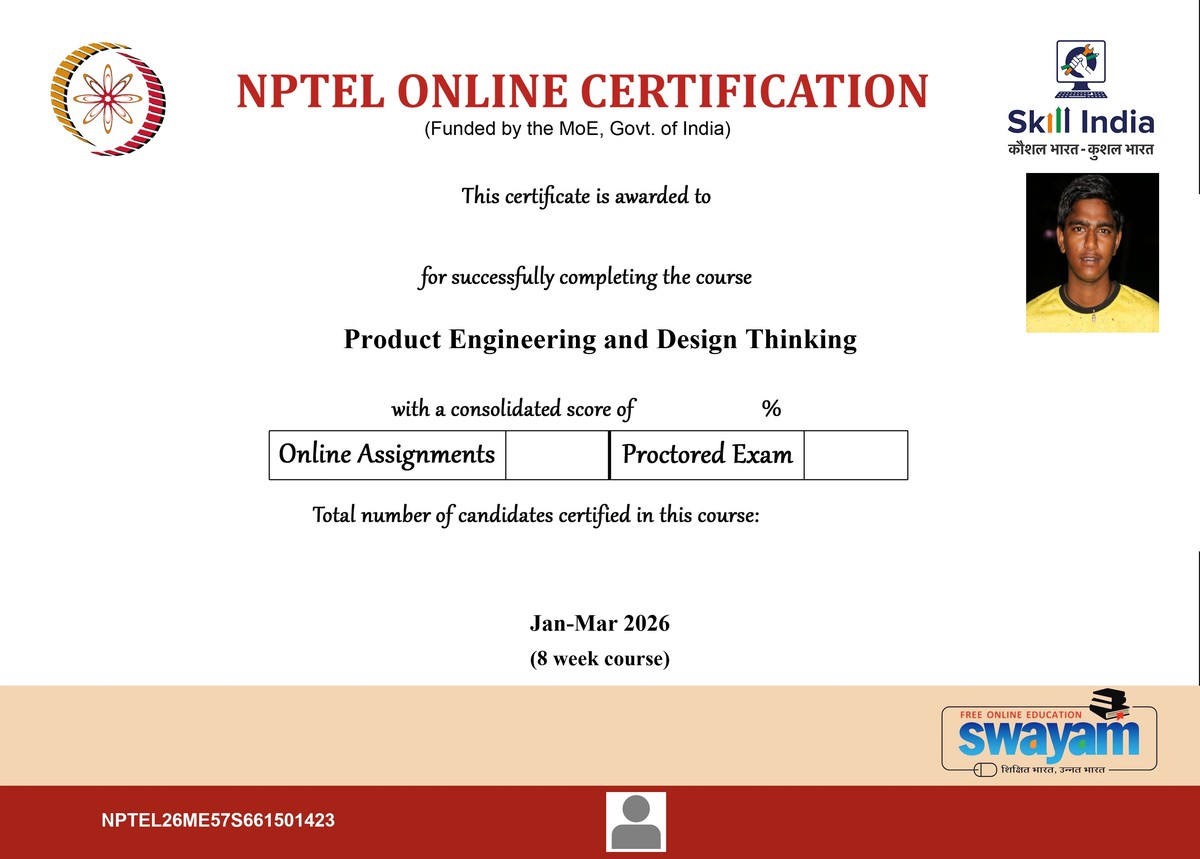 NPTEL ONLINE CERTIFICATION
(Funded by the MoE, Govt. of India)
Skill India
कौशल भारत - कुशल भारत
This certificate is awarded to
for successfully completing the course
Product Engineering and Design Thinking
with a consolidated score of %
Online Assignments Proctored Exam
Total number of candidates certified in this course:
Jan-Mar 2026
(8 week course)
FREE ONLINE EDUCATION
swayam
शिक्षित भारत, उन्नत भारत
NPTEL26ME57S661501423